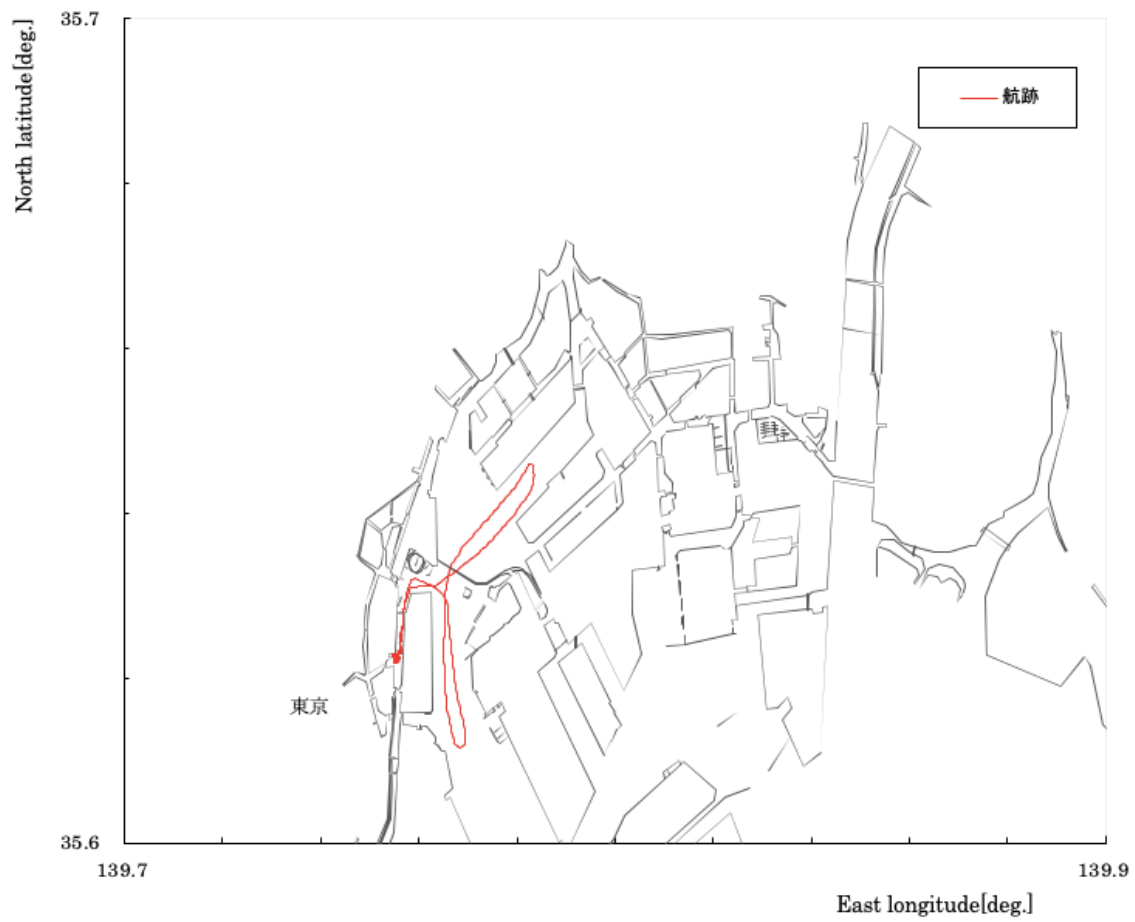 35.7
North latitude[deg.]
航跡
東京
35.6
139.7
139.9
East longitude[deg.]